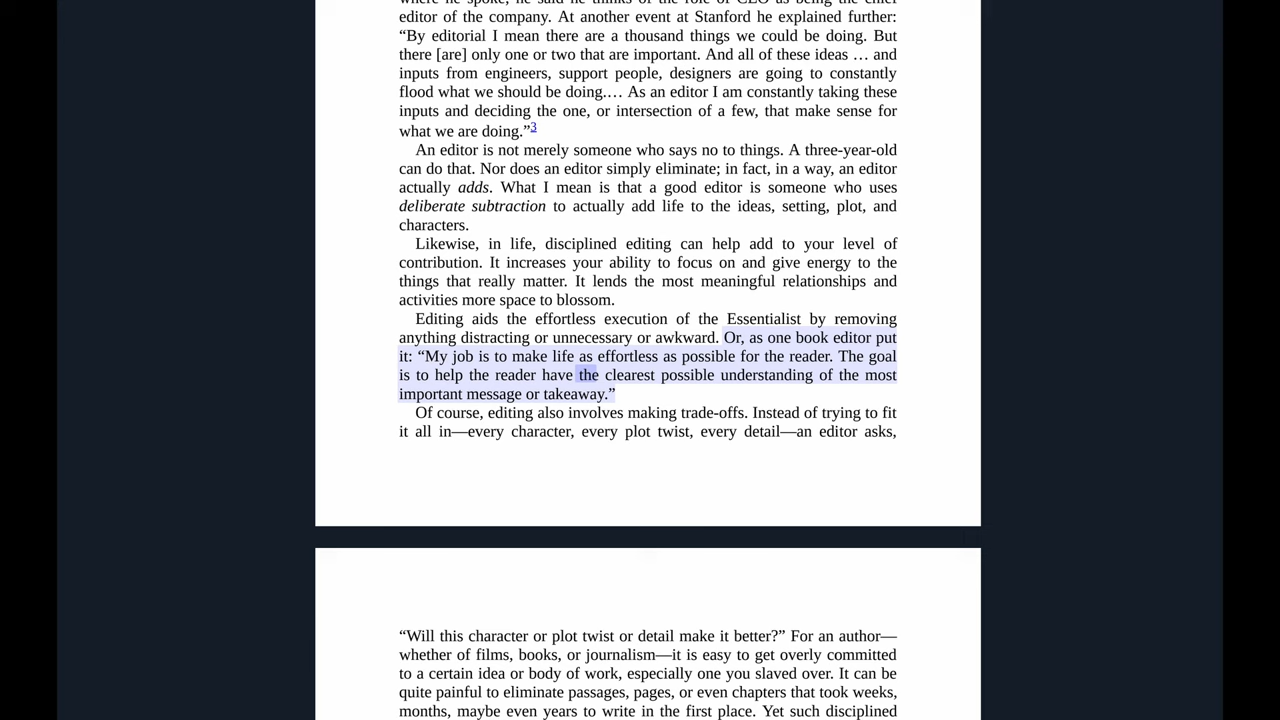 where he spoke, he said he thinks of the role of CEO as being the chief
editor of the company. At another event at Stanford he explained further:
“By editorial I mean there are a thousand things we could be doing. But
there [are] only one or two that are important. And all of these ideas … and
inputs from engineers, support people, designers are going to constantly
flood what we should be doing.… As an editor I am constantly taking these
inputs and deciding the one, or intersection of a few, that make sense for
what we are doing.”3
An editor is not merely someone who says no to things. A three-year-old
can do that. Nor does an editor simply eliminate; in fact, in a way, an editor
actually adds. What I mean is that a good editor is someone who uses
deliberate subtraction to actually add life to the ideas, setting, plot, and
characters.
Likewise, in life, disciplined editing can help add to your level of
contribution. It increases your ability to focus on and give energy to the
things that really matter. It lends the most meaningful relationships and
activities more space to blossom.
Editing aids the effortless execution of the Essentialist by removing
anything distracting or unnecessary or awkward. Or, as one book editor put
it: “My job is to make life as effortless as possible for the reader. The goal
is to help the reader have the clearest possible understanding of the most
important message or takeaway.”
Of course, editing also involves making trade-offs. Instead of trying to fit
it all in—every character, every plot twist, every detail—an editor asks,
“Will this character or plot twist or detail make it better?” For an author—
whether of films, books, or journalism—it is easy to get overly committed
to a certain idea or body of work, especially one you slaved over. It can be
quite painful to eliminate passages, pages, or even chapters that took weeks,
months, maybe even years to write in the first place. Yet such disciplined